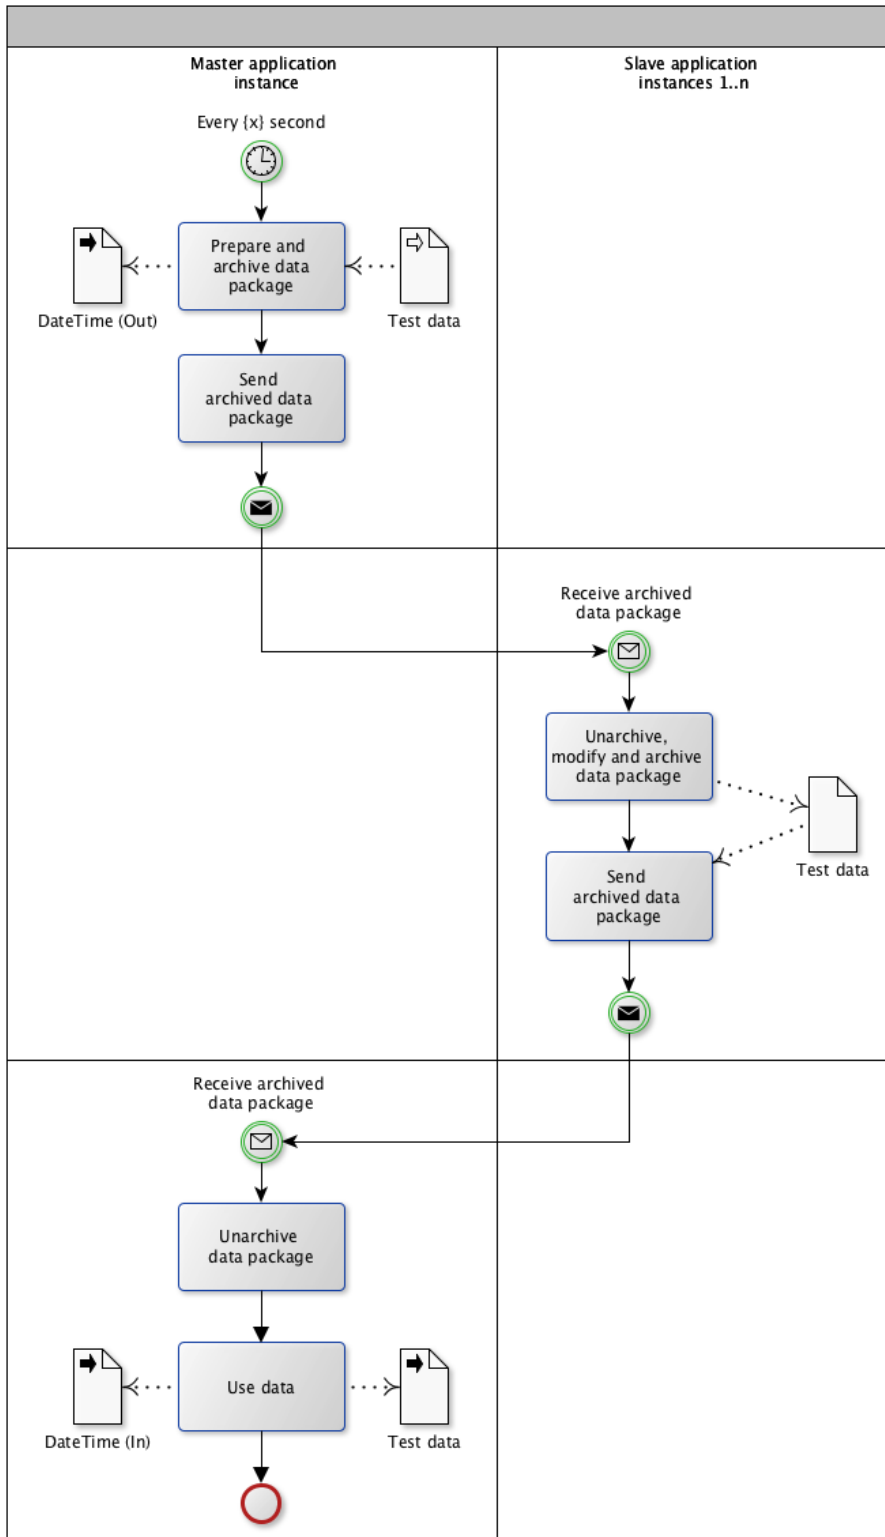 Master application
instance
Slave application
instances 1..n
Every {x} second
Prepare and
archive data
package
DateTime (Out)
Test data
Send
archived data
package
Receive archived
data package
Unarchive,
modify and archive
data package
Test data
Send
archived data
package
Receive archived
data package
Unarchive
data package
Use data
DateTime (In)
Test data